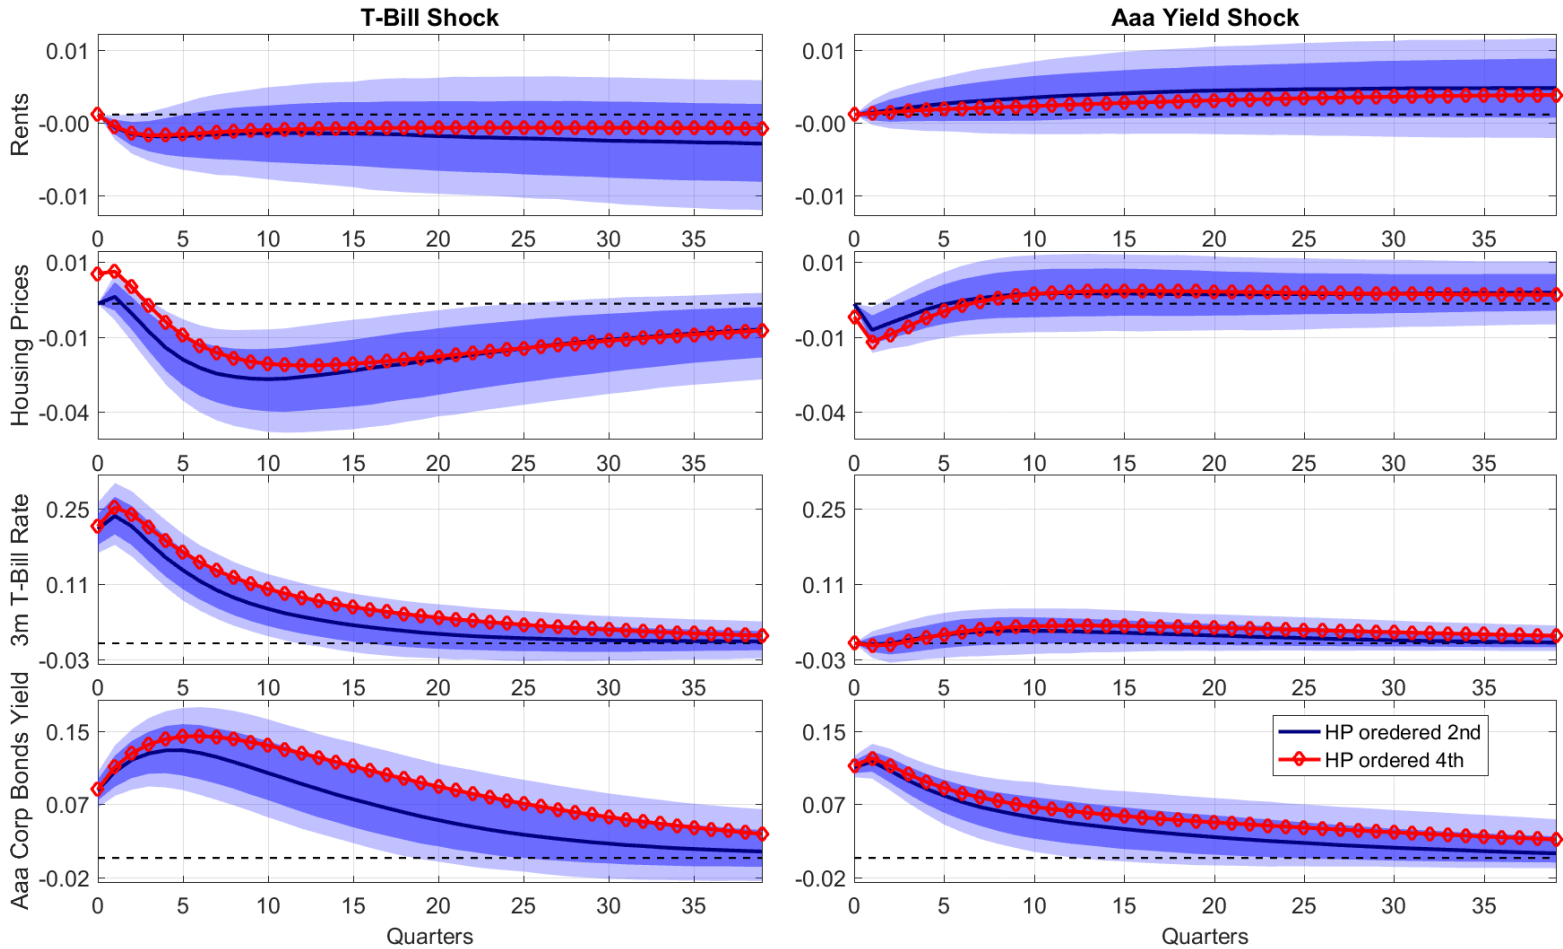 T-Bill Shock
Aaa Yield Shock
Rents
0.01
-0.00
-0.01
0 5 10 15 20 25 30 35
0.01
-0.00
-0.01
0 5 10 15 20 25 30 35
Housing Prices
0.01
-0.01
-0.04
0 5 10 15 20 25 30 35
0.01
-0.01
-0.04
0 5 10 15 20 25 30 35
3m T-Bill Rate
0.25
0.11
-0.03
0 5 10 15 20 25 30 35
0.25
0.11
-0.03
0 5 10 15 20 25 30 35
Aaa Corp Bonds Yield
0.15
0.07
-0.02
0 5 10 15 20 25 30 35
Quarters
0.15
0.07
-0.02
HP oredered 2nd
HP ordered 4th
0 5 10 15 20 25 30 35
Quarters